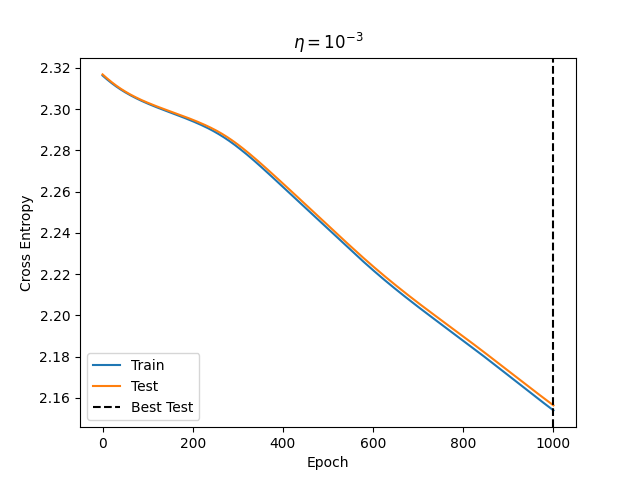 η = 10⁻³
2.32
2.30
2.28
2.26
2.24
2.22
2.20
2.18
2.16
Cross Entropy
Train
Test
Best Test
0 200 400 600 800 1000
Epoch